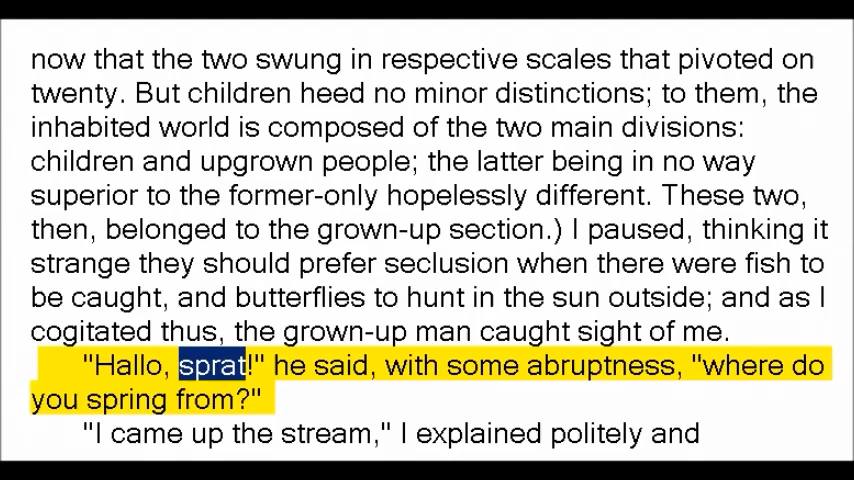 now that the two swung in respective scales that pivoted on
twenty. But children heed no minor distinctions; to them, the
inhabited world is composed of the two main divisions:
children and upgrown people; the latter being in no way
superior to the former-only hopelessly different. These two,
then, belonged to the grown-up section.) I paused, thinking it
strange they should prefer seclusion when there were fish to
be caught, and butterflies to hunt in the sun outside; and as I
cogitated thus, the grown-up man caught sight of me.
"Hallo, sprat!" he said, with some abruptness, "where do
you spring from?"
"I came up the stream," I explained politely and